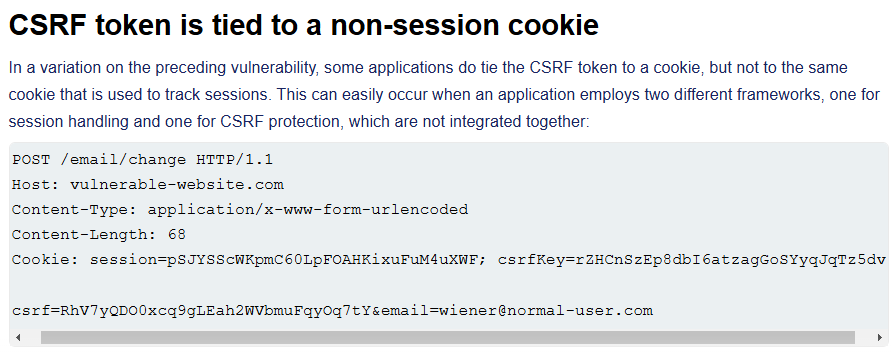 CSRF token is tied to a non-session cookie
In a variation on the preceding vulnerability, some applications do tie the CSRF token to a cookie, but not to the same
cookie that is used to track sessions. This can easily occur when an application employs two different frameworks, one for
session handling and one for CSRF protection, which are not integrated together:
POST /email/change HTTP/1.1
Host: vulnerable-website.com
Content-Type: application/x-www-form-urlencoded
Content-Length: 68
Cookie: session=pSJYSScWKpmC60LpFOAHKixuFuM4uXWF; csrfKey=rZHCnSzEp8dbI6atzagGoSYyqJqTz5dv
csrf=RhV7yQDO0xcq9gLEah2WVbmuFqyOq7tY&email=wiener@normal-user.com